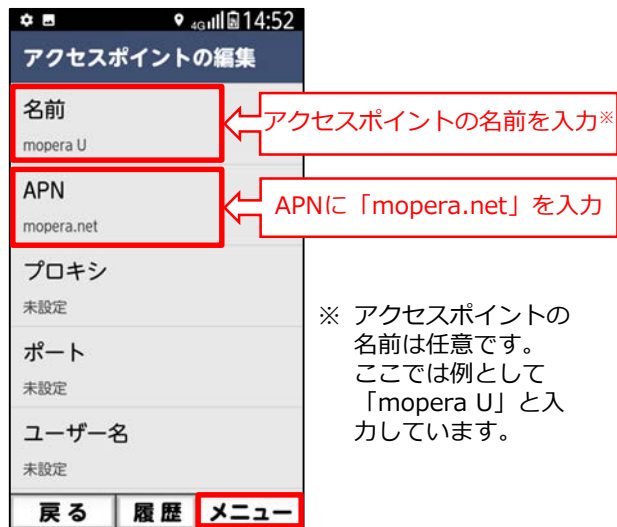 4G 14:52
アクセスポイントの編集
名前
mopera U
アクセスポイントの名前を入力※
APN
mopera.net
APNに「mopera.net」を入力
プロキシ
未設定
ポート
未設定
ユーザー名
未設定
※ アクセスポイントの
名前は任意です。
ここでは例として
「mopera U」と入
力しています。
戻る 履歴 メニュー